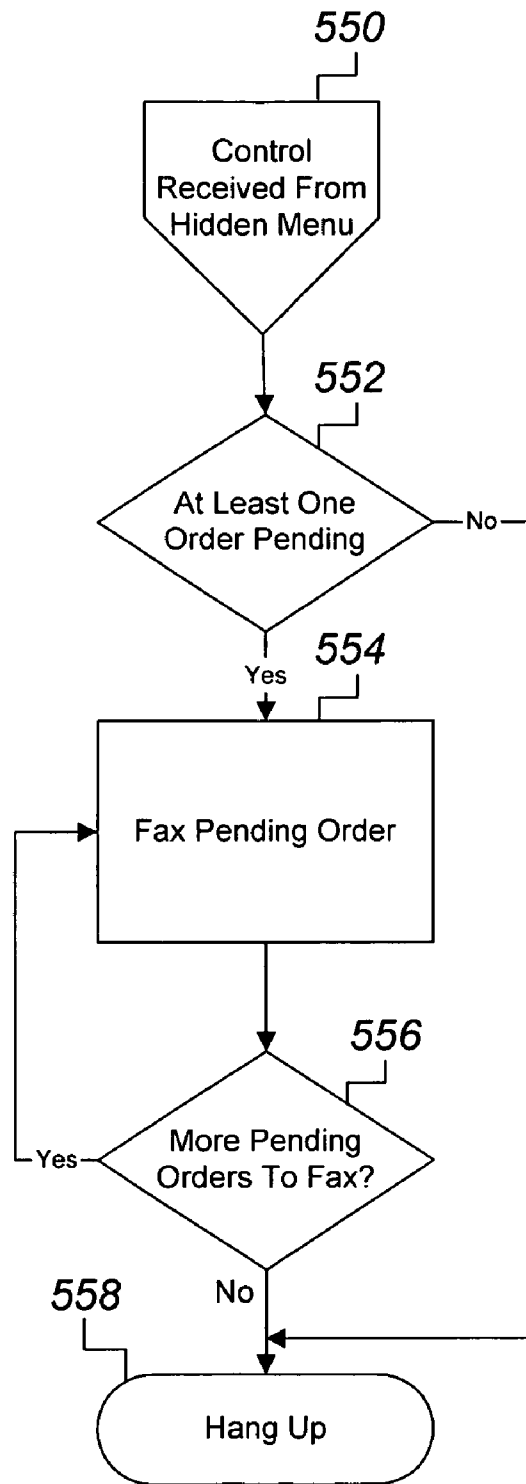 550
Control
Received From
Hidden Menu
552
At Least One
Order Pending
No
Yes
554
Fax Pending Order
556
More Pending
Orders To Fax?
Yes
No
558
Hang Up